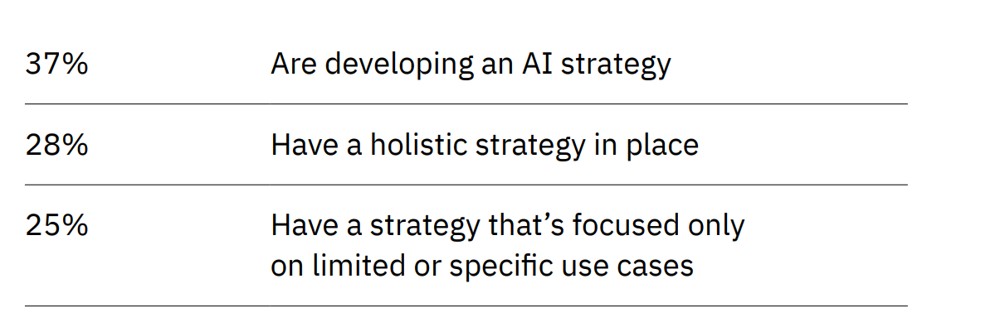 37% Are developing an AI strategy
28% Have a holistic strategy in place
25% Have a strategy that’s focused only
on limited or specific use cases